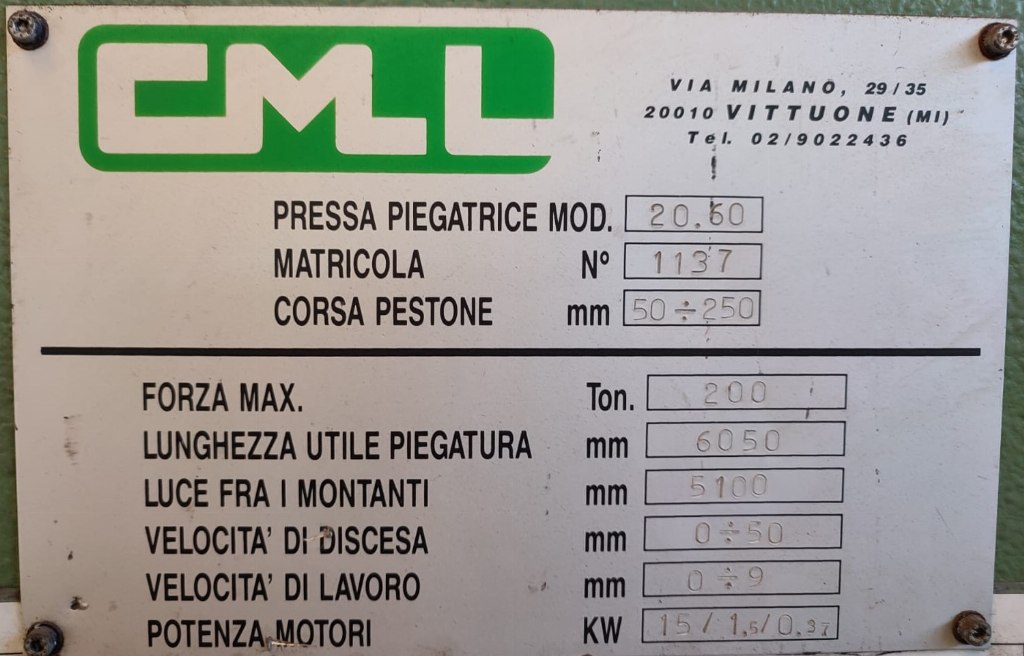 CML
VIA MILANO, 29/35
20010 VITTUONE (MI)
Tel. 02/9022436
PRESSA PIEGATRICE MOD. 20.60
MATRICOLA Nº 1137
CORSA PESTONE mm 50÷250
FORZA MAX. Ton. 200
LUNGHEZZA UTILE PIEGATURA mm 6050
LUCE FRA I MONTANTI mm 5100
VELOCITA' DI DISCESA mm 0÷50
VELOCITA' DI LAVORO mm 0÷9
POTENZA MOTORI KW 15/1,5/0.37